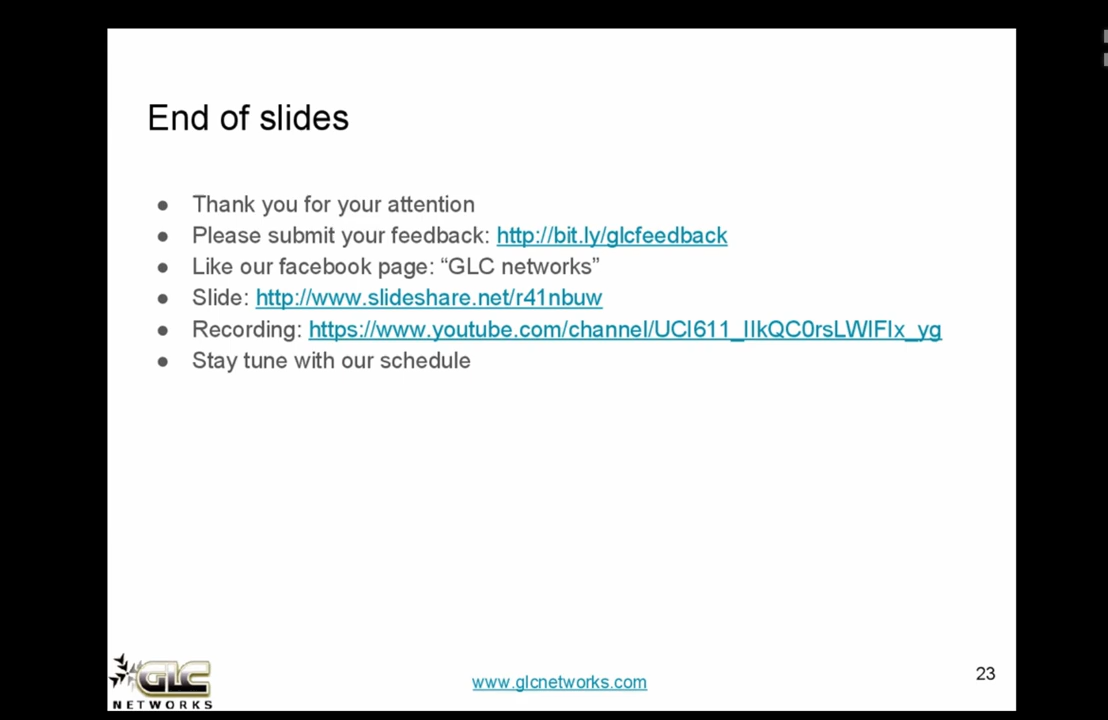 End of slides
● Thank you for your attention
● Please submit your feedback: http://bit.ly/glcfeedback
● Like our facebook page: “GLC networks”
● Slide: http://www.slideshare.net/r41nbuw
● Recording: https://www.youtube.com/channel/UCI611_IIkQC0rsLWIFIx_yg
● Stay tune with our schedule
GLC
NETWORKS
www.glcnetworks.com
23